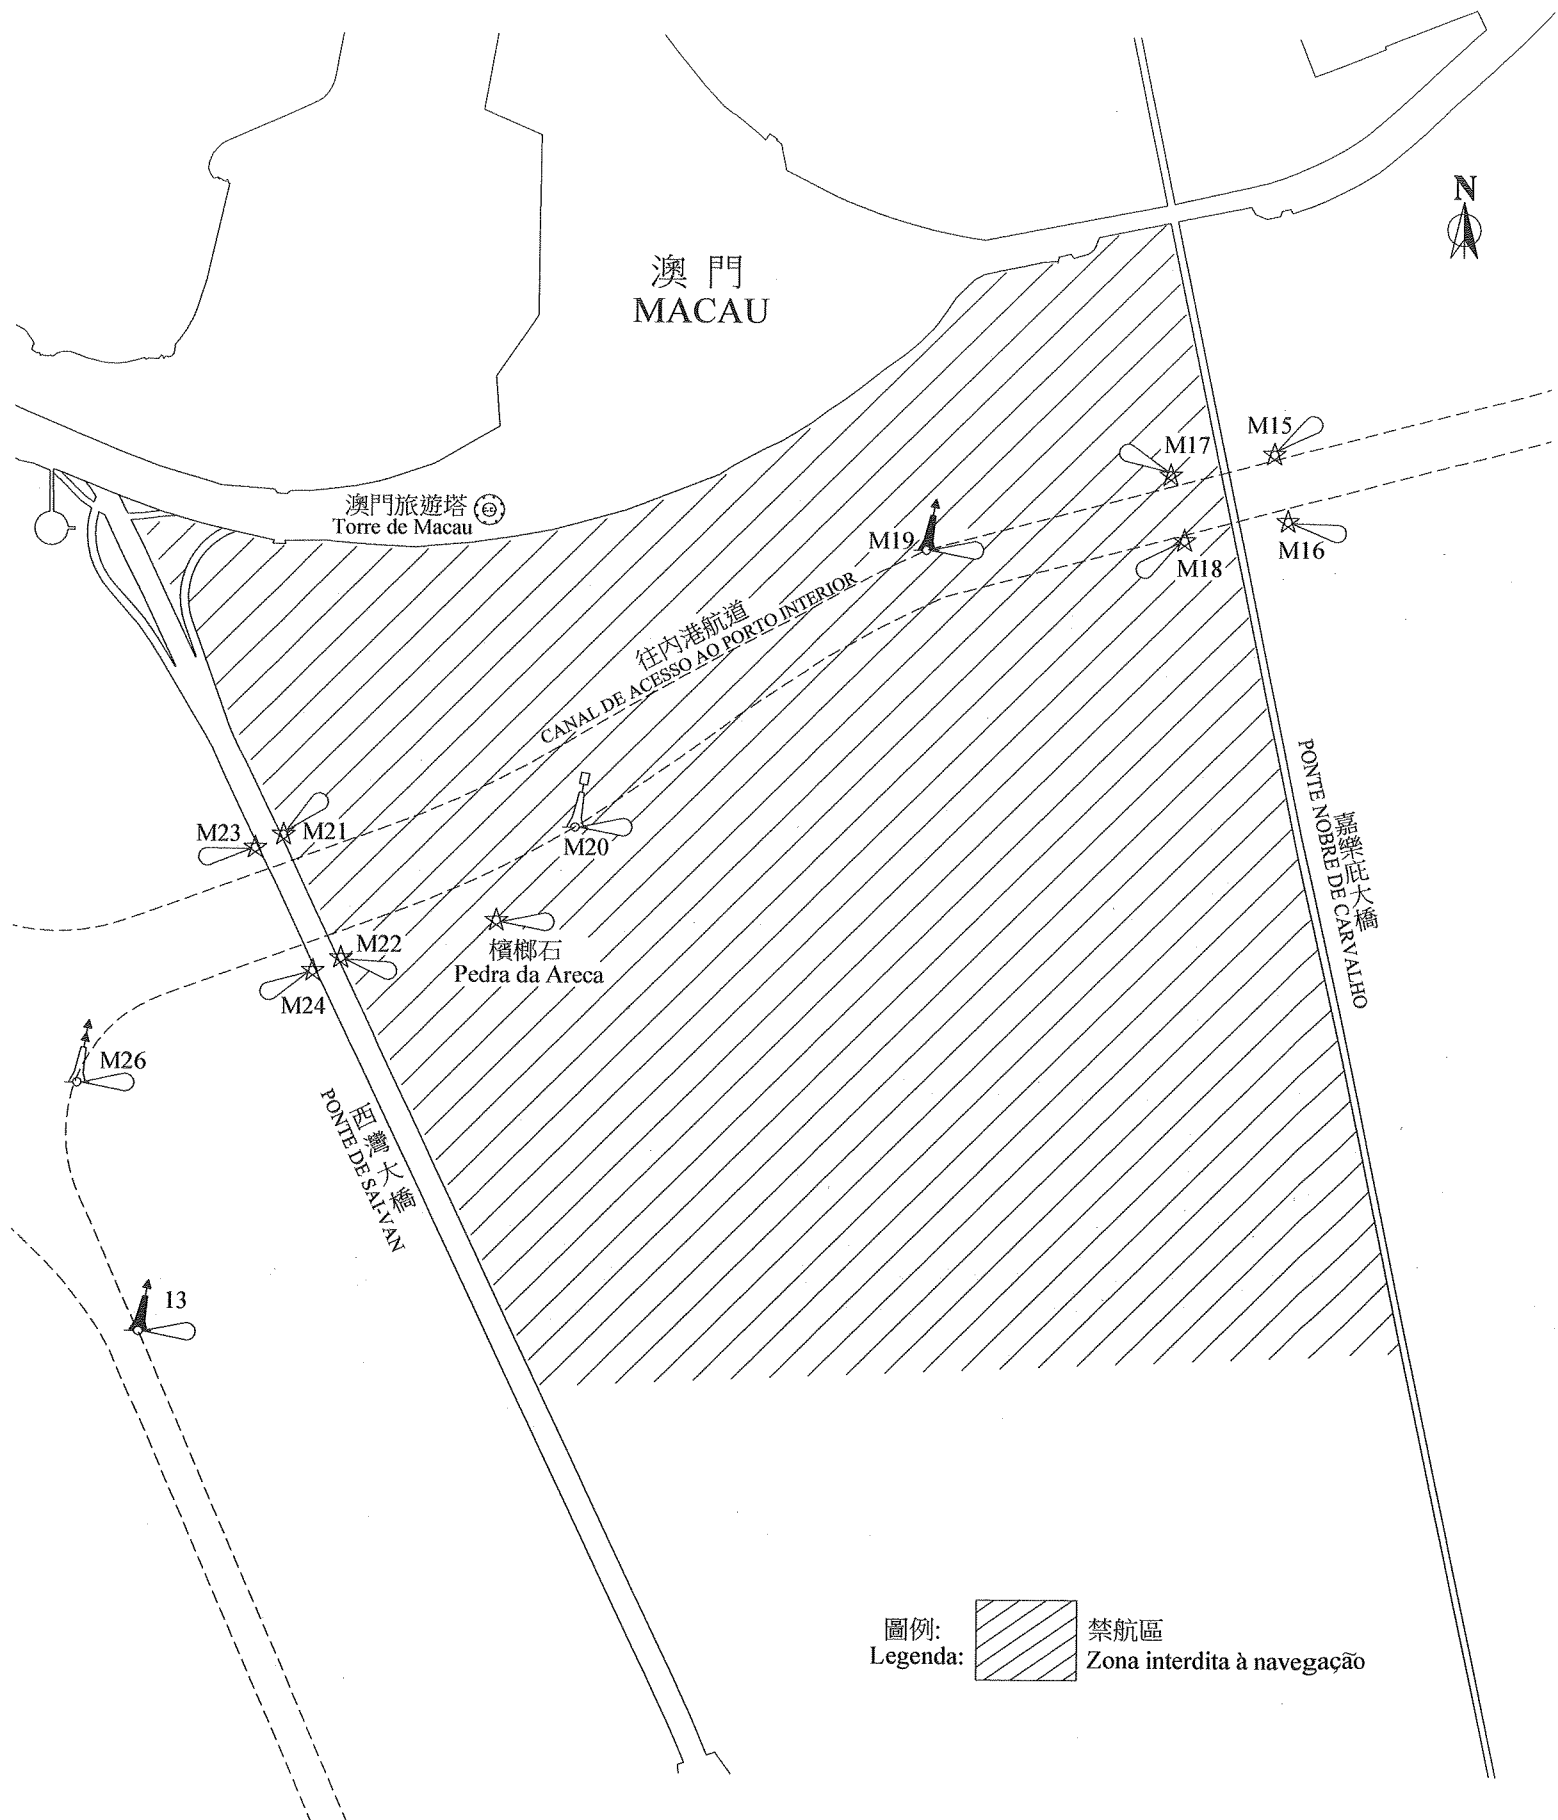 N
澳門
MACAU
M15
M17
澳門旅遊塔
Torre de Macau
M19
M16
M18
往內港航道
CANAL DE ACESSO AO PORTO INTERIOR
M23
M21
M20
嘉樂庇大橋
PONTE NOBRE DE CARVALHO
M22
檳榔石
Pedra da Areca
M24
M26
西灣大橋
PONTE DE SAI-VAN
13
圖例:
Legenda:
禁航區
Zona interdita à navegação